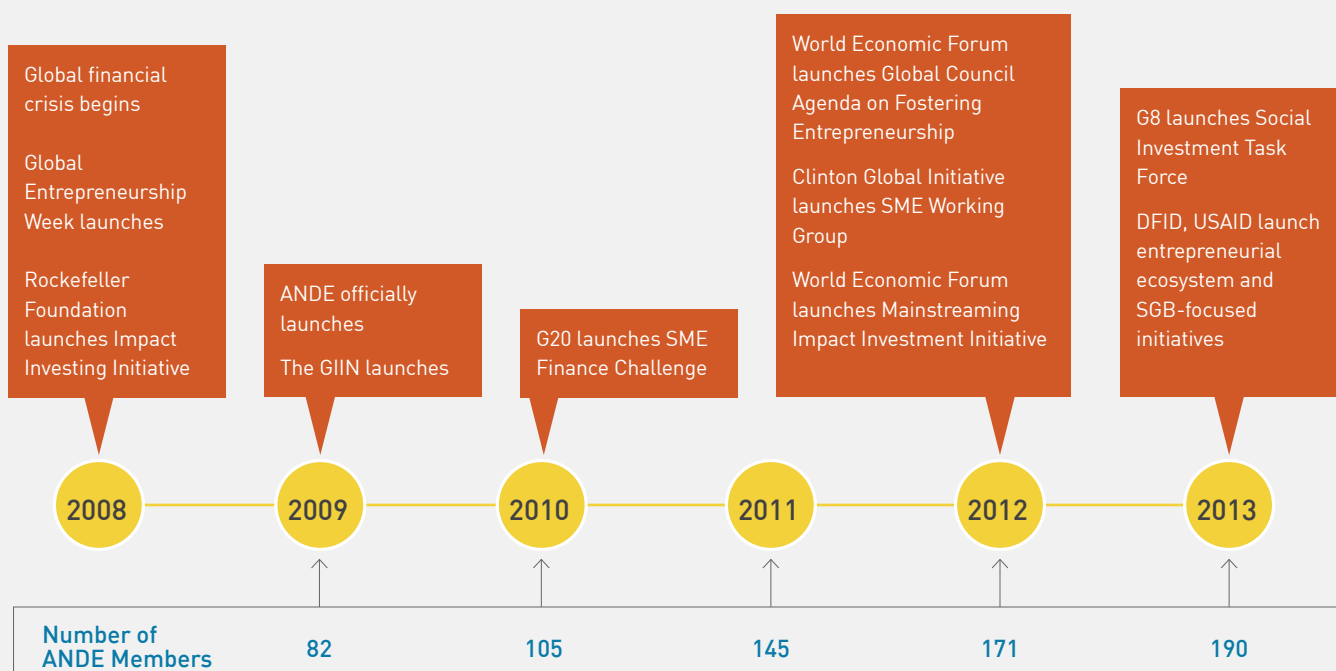 Global financial
crisis begins
Global
Entrepreneurship
Week launches
Rockefeller
Foundation
launches Impact
Investing Initiative
ANDE officially
launches
The GIIN launches
G20 launches SME
Finance Challenge
World Economic Forum
launches Global Council
Agenda on Fostering
Entrepreneurship
Clinton Global Initiative
launches SME Working
Group
World Economic Forum
launches Mainstreaming
Impact Investment Initiative
G8 launches Social
Investment Task
Force
DFID, USAID launch
entrepreneurial
ecosystem and
SGB-focused
initiatives
2008 2009 2010 2011 2012 2013
Number of
ANDE Members
82 105 145 171 190